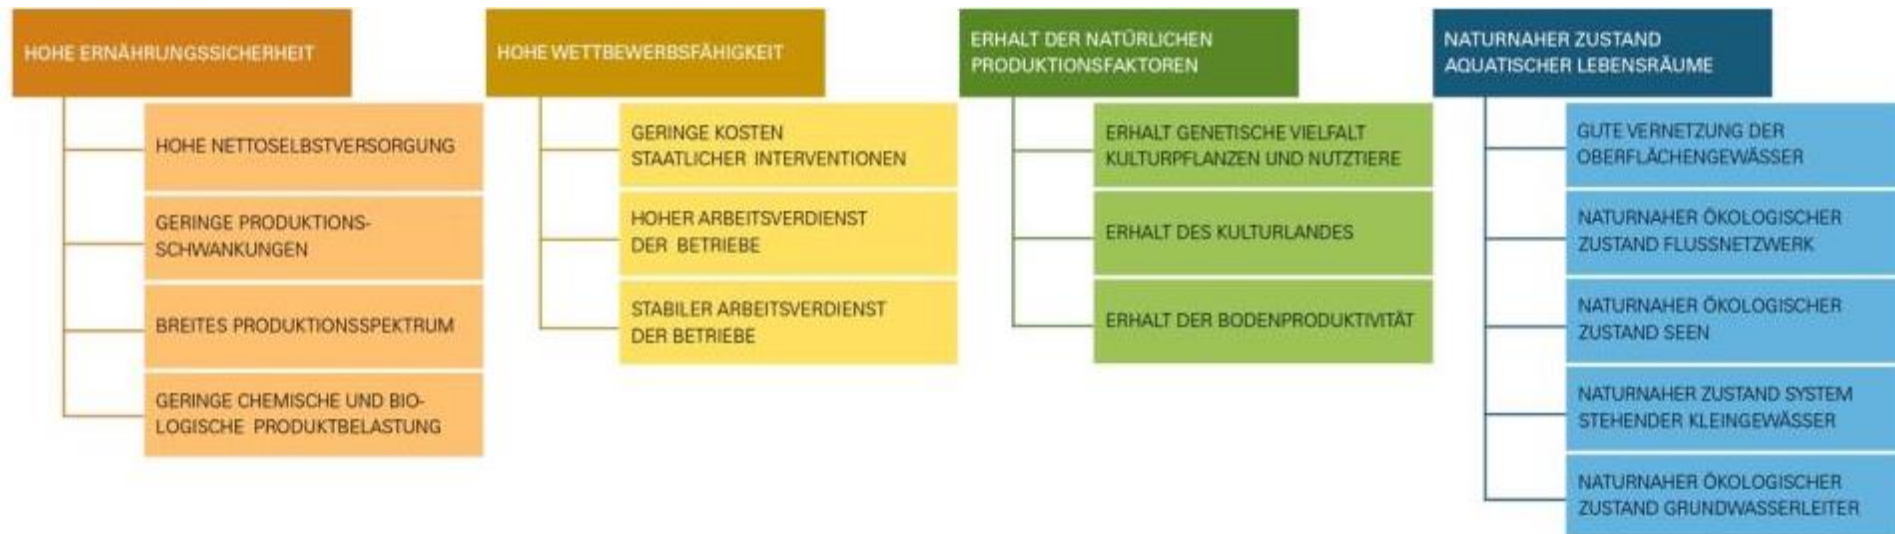 HOHE ERNÄHRUNGSSICHERHEIT
HOHE NETTOSELBSTVERSORGUNG
GERINGE PRODUKTIONS-
SCHWANKUNGEN
BREITES PRODUKTIONSSPEKTRUM
GERINGE CHEMISCHE UND BIO-
LOGISCHE PRODUKTBELASTUNG
HOHE WETTBEWERBSFÄHIGKEIT
GERINGE KOSTEN
STAATLICHER INTERVENTIONEN
HOHER ARBEITSVERDIENST
DER BETRIEBE
STABILER ARBEITSVERDIENST
DER BETRIEBE
ERHALT DER NATÜRLICHEN
PRODUKTIONSFAKTOREN
ERHALT GENETISCHE VIELFALT
KULTURPFLANZEN UND NUTZTIERE
ERHALT DES KULTURLANDES
ERHALT DER BODENPRODUKTIVITÄT
NATURNAHER ZUSTAND
AQUATISCHER LEBENSRÄUME
GUTE VERNETZUNG DER
OBERFLÄCHENGEWÄSSER
NATURNAHER ÖKOLOGISCHER
ZUSTAND FLUSSNETZWERK
NATURNAHER ÖKOLOGISCHER
ZUSTAND SEEN
NATURNAHER ZUSTAND SYSTEM
STEHENDER KLEINGEWÄSSER
NATURNAHER ÖKOLOGISCHER
ZUSTAND GRUNDWASSERLEITER